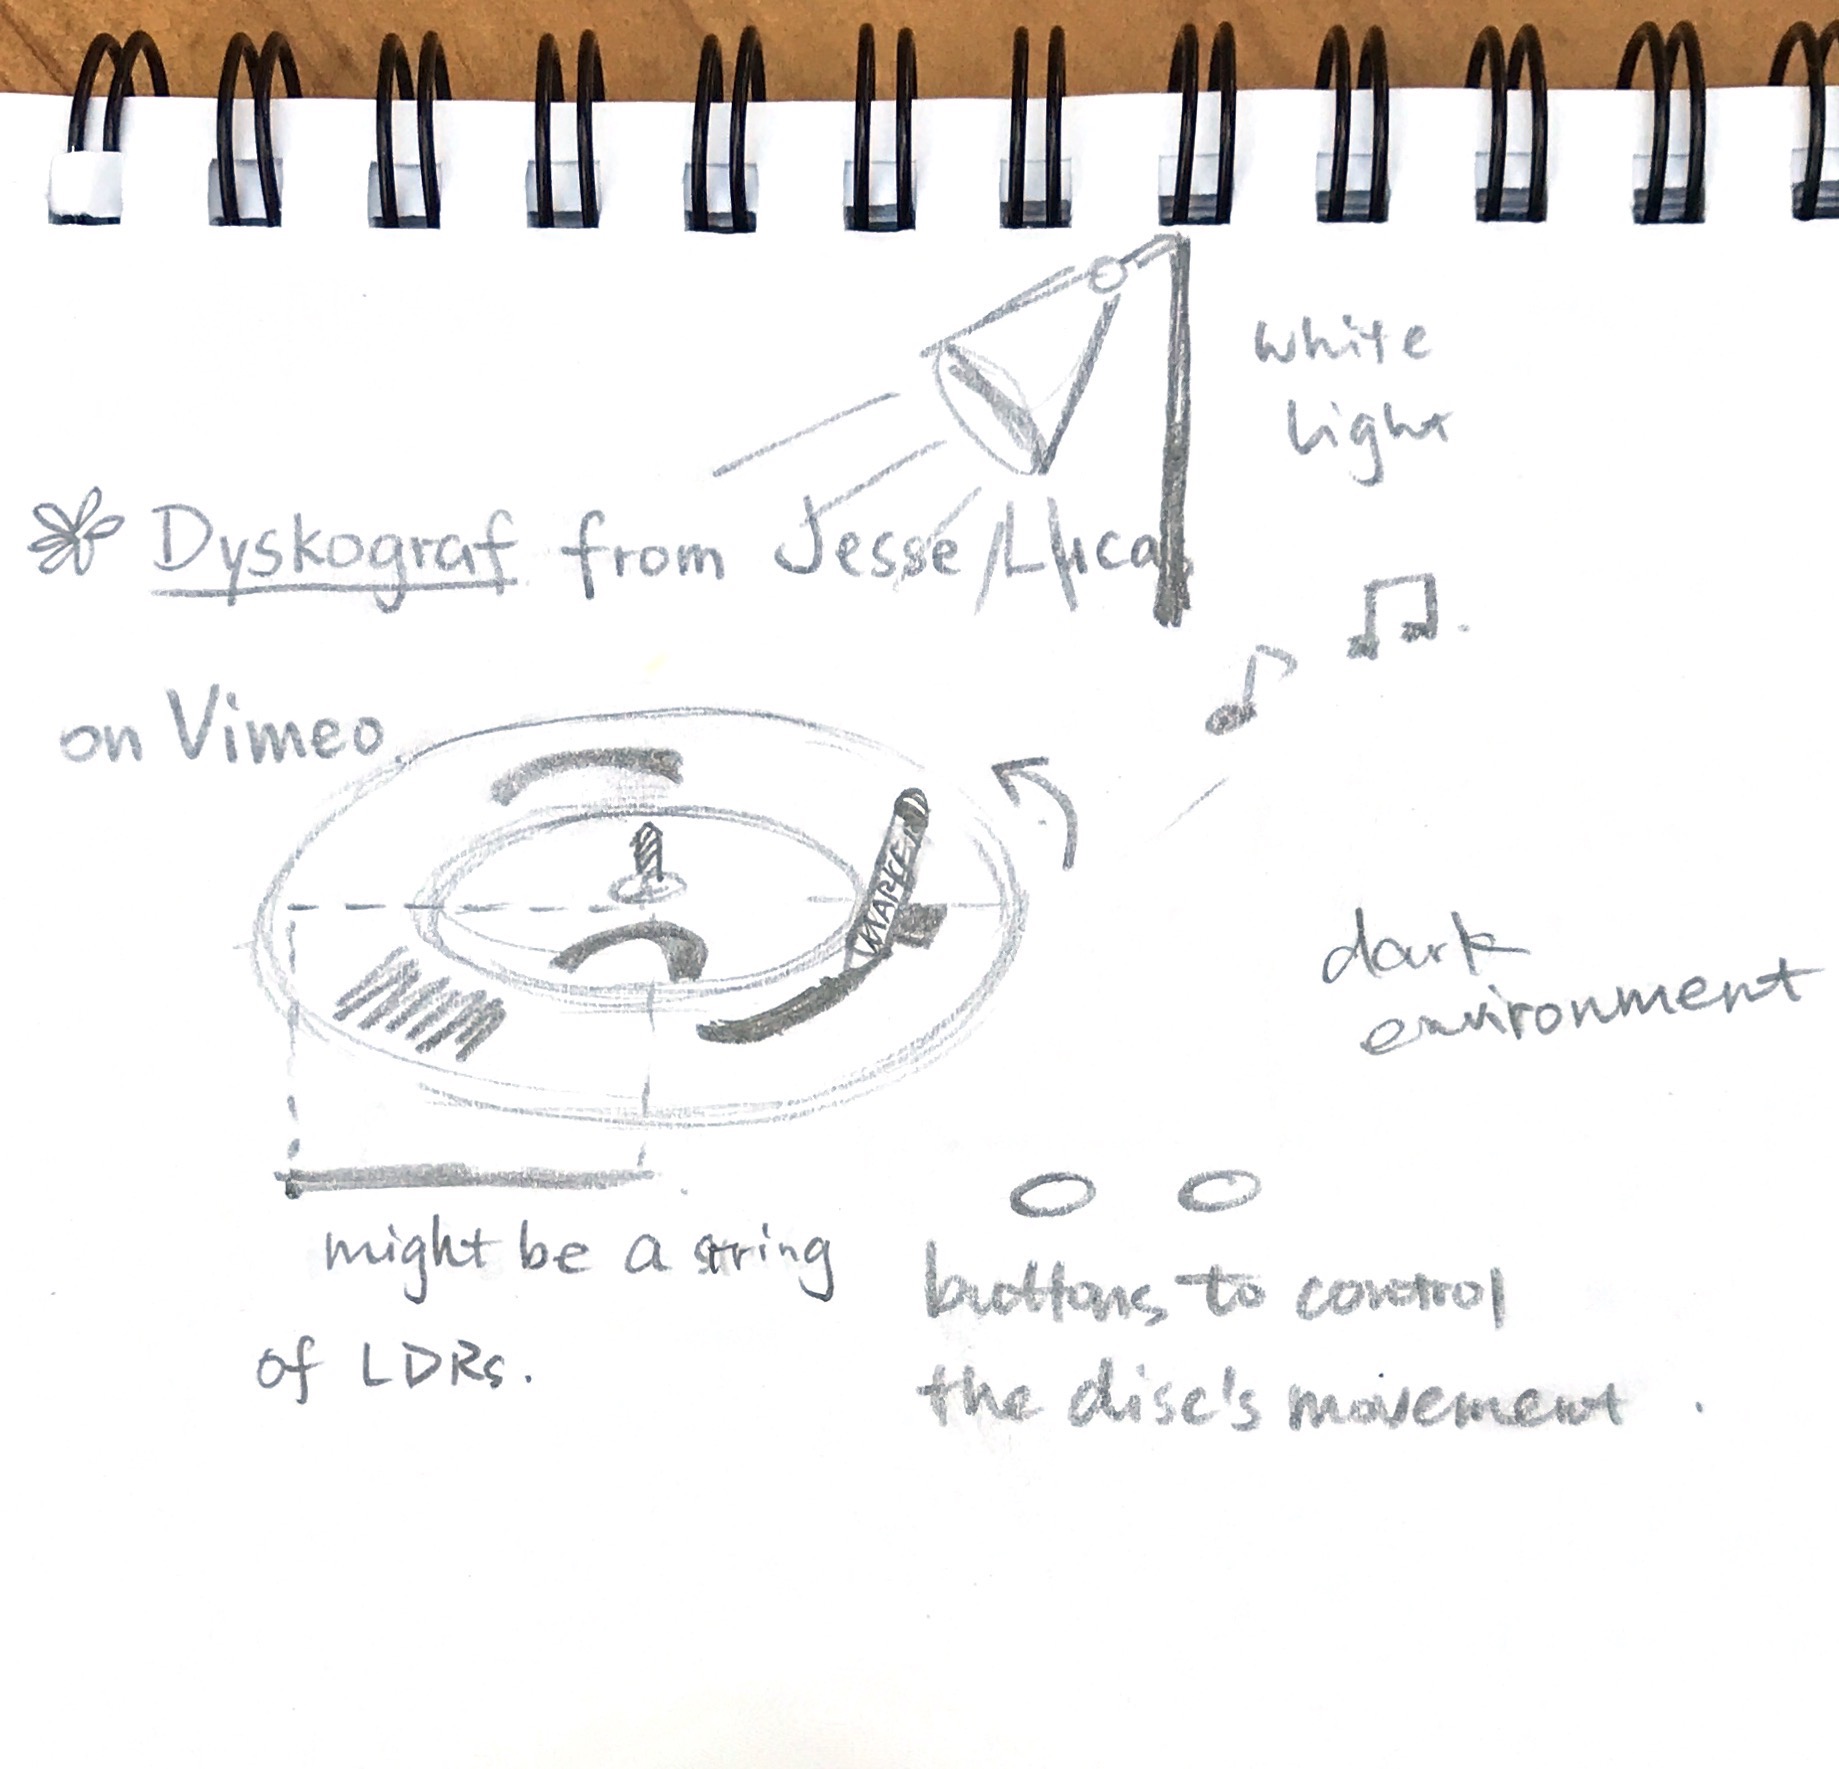 white
light
Dyskograf from Jesse Lucas
on Vimeo
MARKER
dark
environment
might be a string
of LDRs.
buttons to control
the disc's movement.